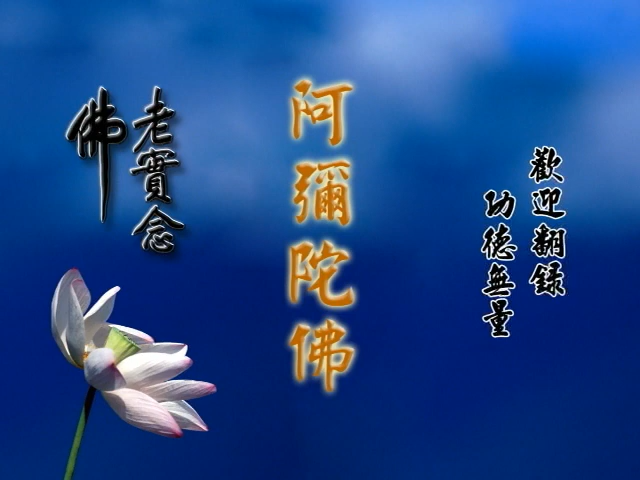 歡迎翻錄
功德無量
阿彌陀佛
老實念
佛